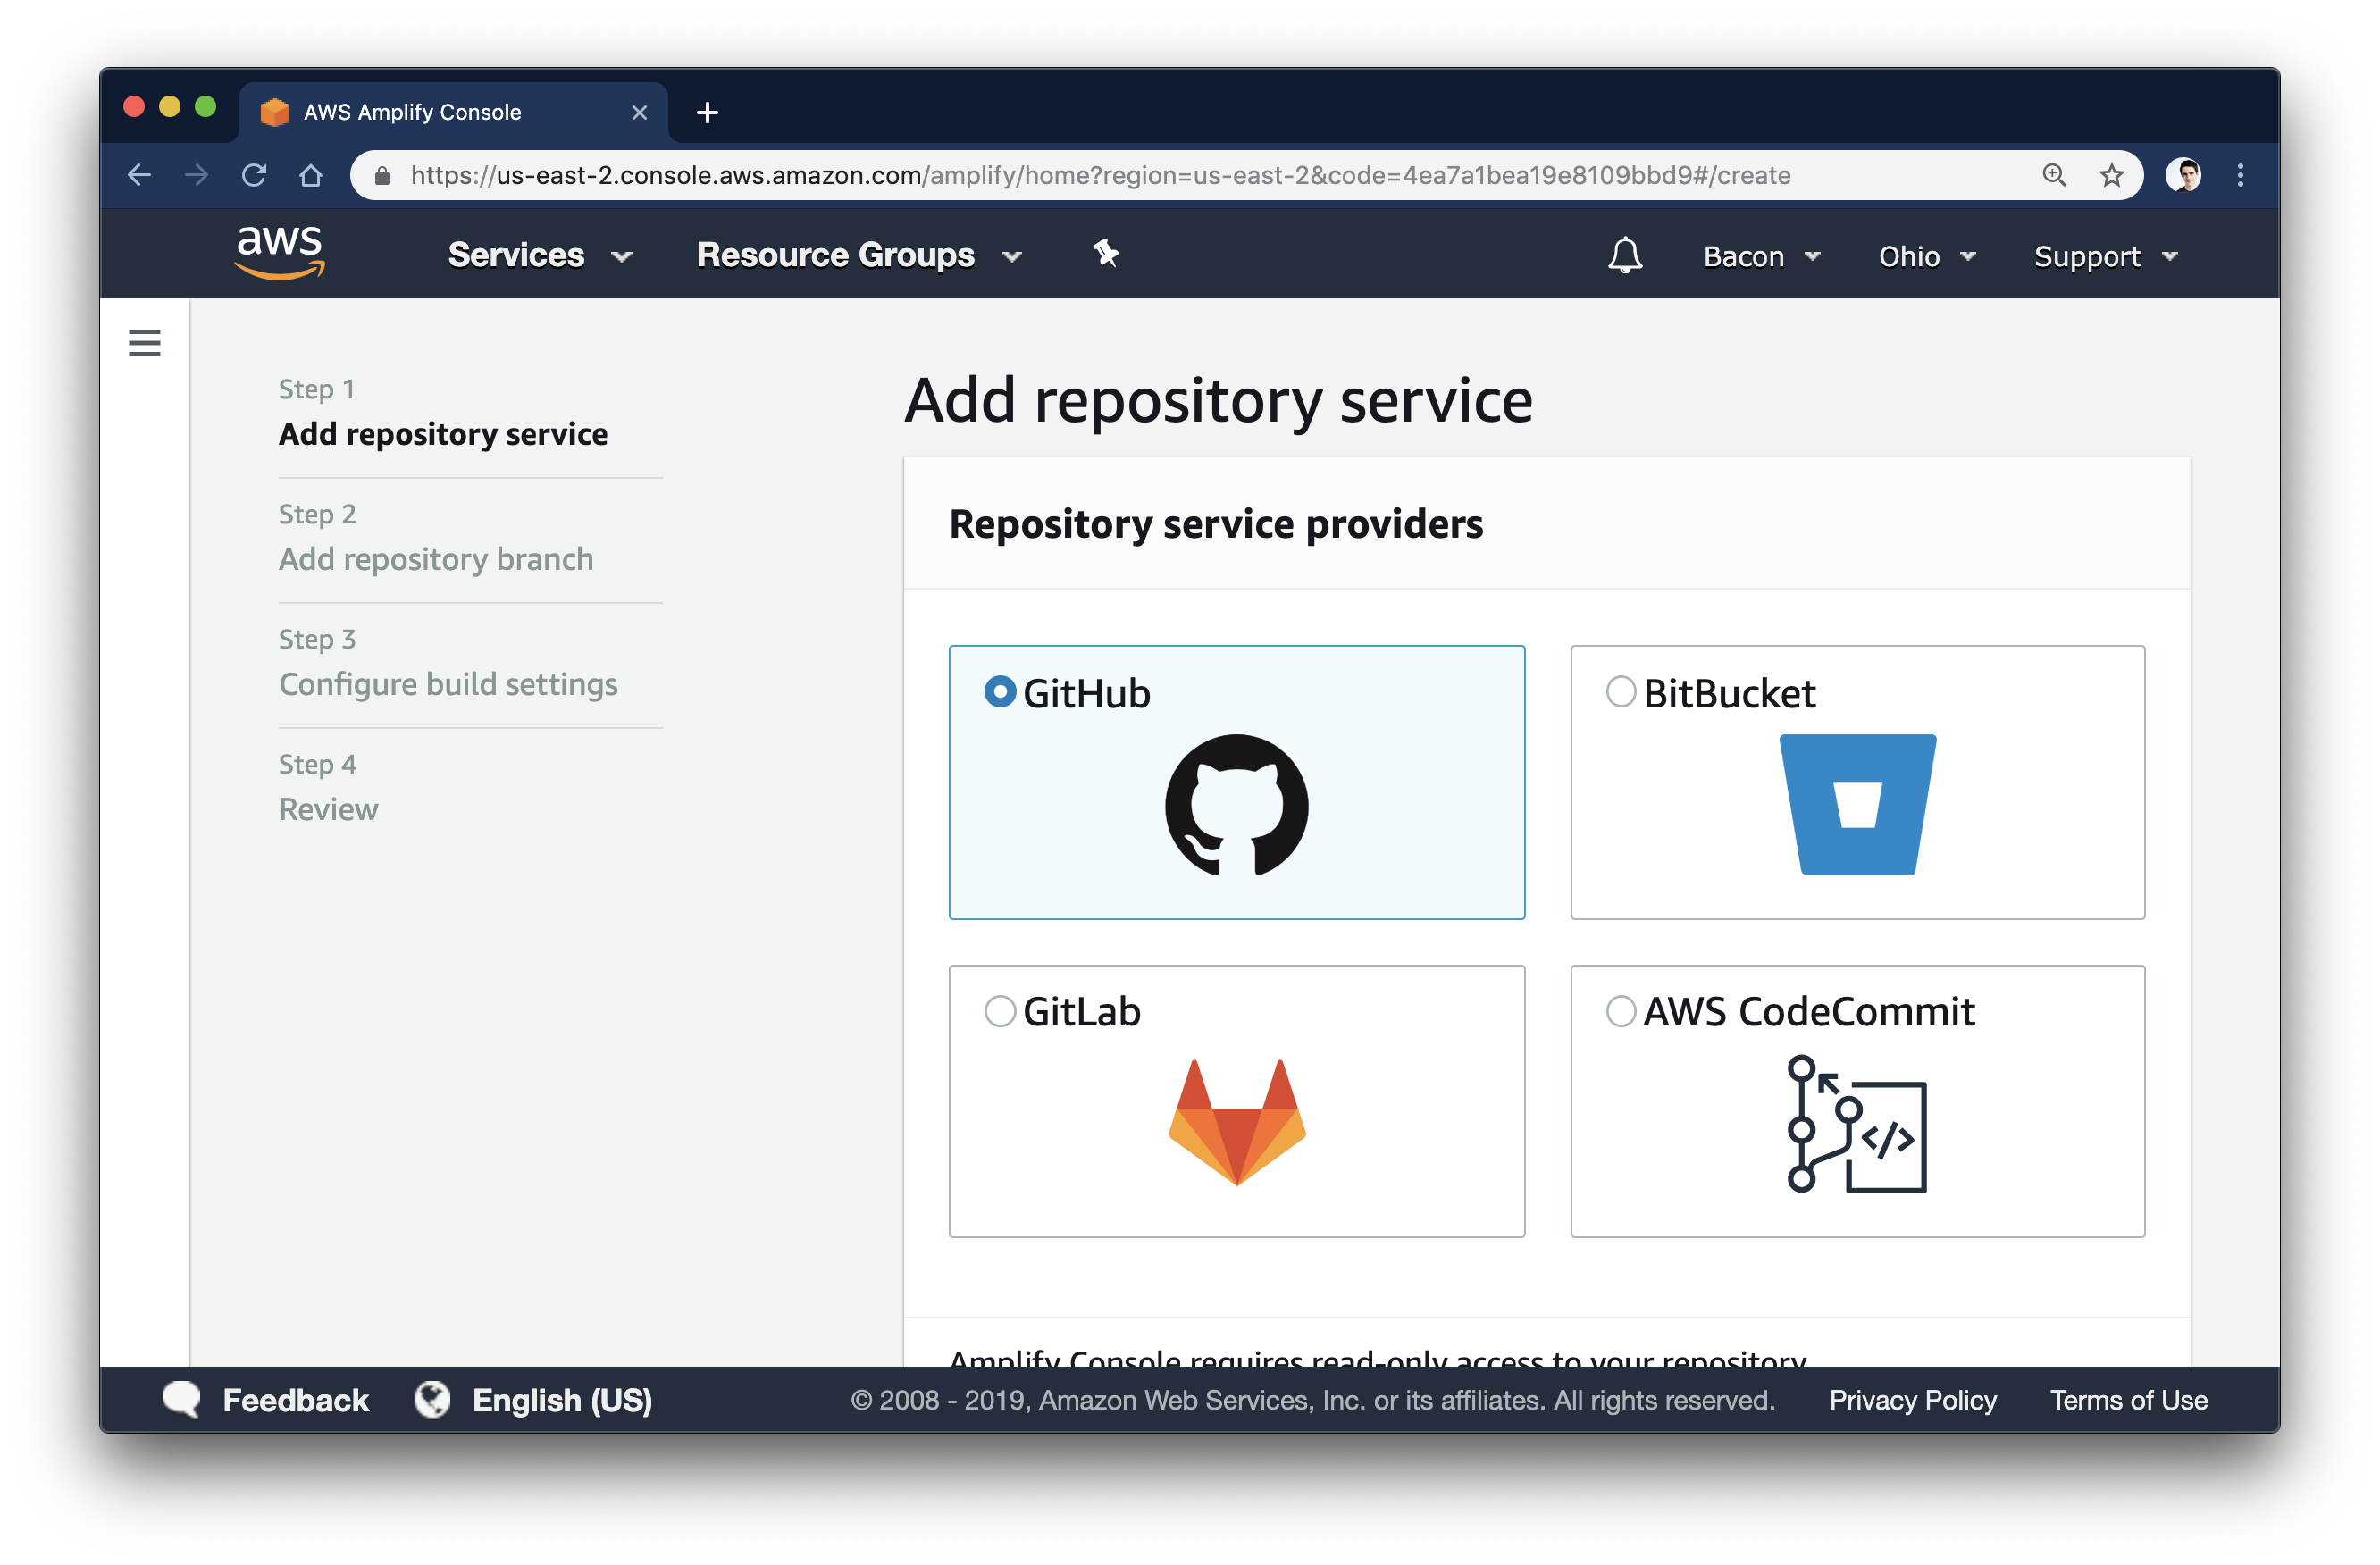 AWS Amplify Console
https://us-east-2.console.aws.amazon.com/amplify/home?region=us-east-2&code=4ea7a1bea19e8109bbd9#/create
aws
Services
Resource Groups
Bacon
Ohio
Support
Step 1
Add repository service
Step 2
Add repository branch
Step 3
Configure build settings
Step 4
Review
Add repository service
Repository service providers
GitHub
BitBucket
GitLab
AWS CodeCommit
</>
Amplify Console requires read-only access to your repository
Feedback
English (US)
© 2008 - 2019, Amazon Web Services, Inc. or its affiliates. All rights reserved.
Privacy Policy
Terms of Use